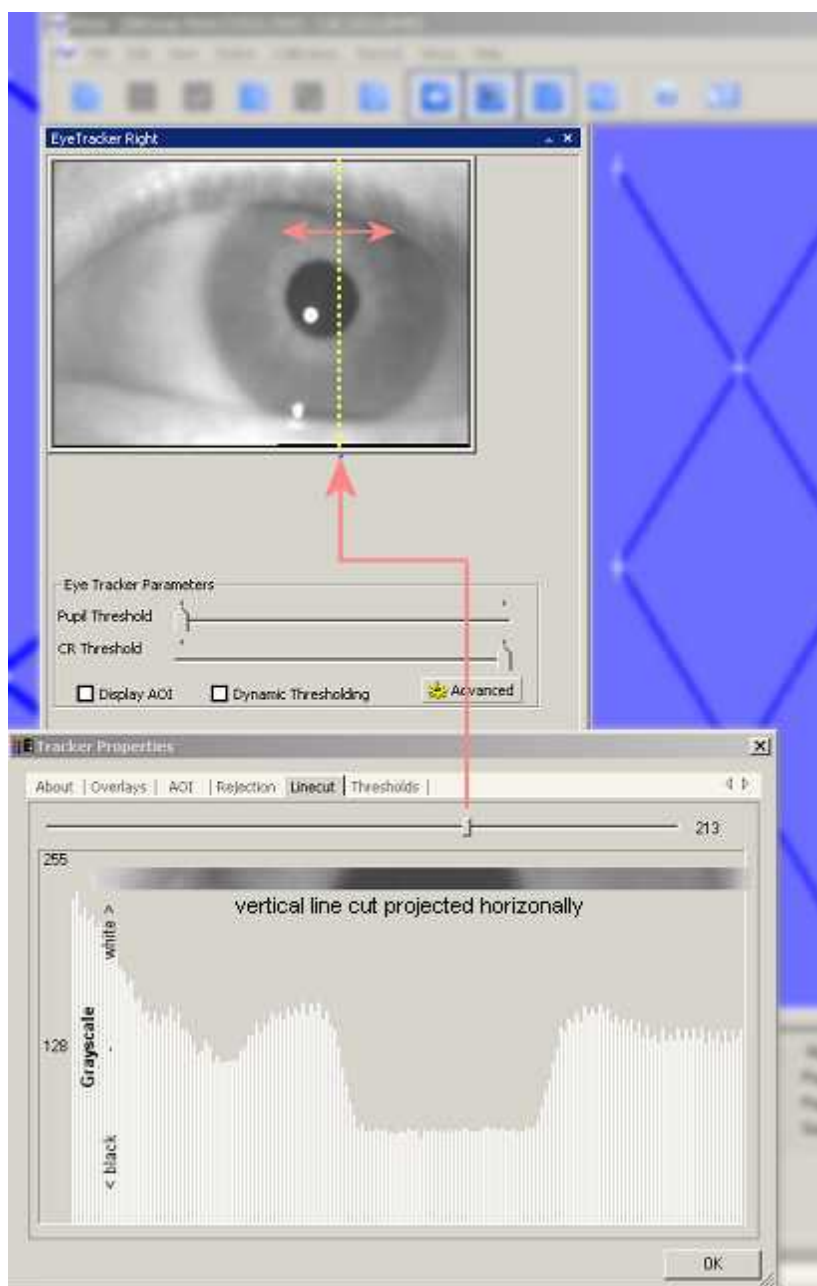 EyeTracker Right
Eye Tracker Parameters
Pupil Threshold
CR Threshold
Display AOI
Dynamic Thresholding
Advanced
Tracker Properties
About | Overlays | AOI | Rejection Linecut | Thresholds |
213
255
vertical line cut projected horizonally
white >
128
Grayscale
< black
OK